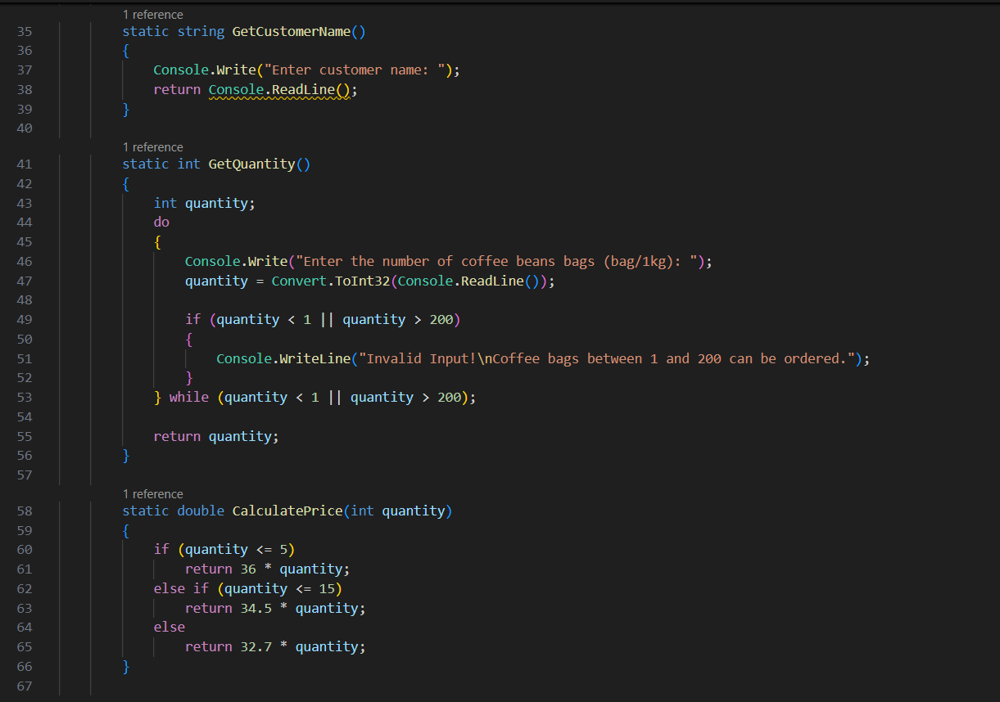 1 reference
35 static string GetCustomerName()
36 {
37 Console.Write("Enter customer name: ");
38 return Console.ReadLine();
39 }
40
1 reference
41 static int GetQuantity()
42 {
43 int quantity;
44 do
45 {
46 Console.Write("Enter the number of coffee beans bags (bag/1kg): ");
47 quantity = Convert.ToInt32(Console.ReadLine());
48
49 if (quantity < 1 || quantity > 200)
50 {
51 Console.WriteLine("Invalid Input!\nCoffee bags between 1 and 200 can be ordered.");
52 }
53 } while (quantity < 1 || quantity > 200);
54
55 return quantity;
56 }
57
1 reference
58 static double CalculatePrice(int quantity)
59 {
60 if (quantity <= 5)
61 return 36 * quantity;
62 else if (quantity <= 15)
63 return 34.5 * quantity;
64 else
65 return 32.7 * quantity;
66 }
67